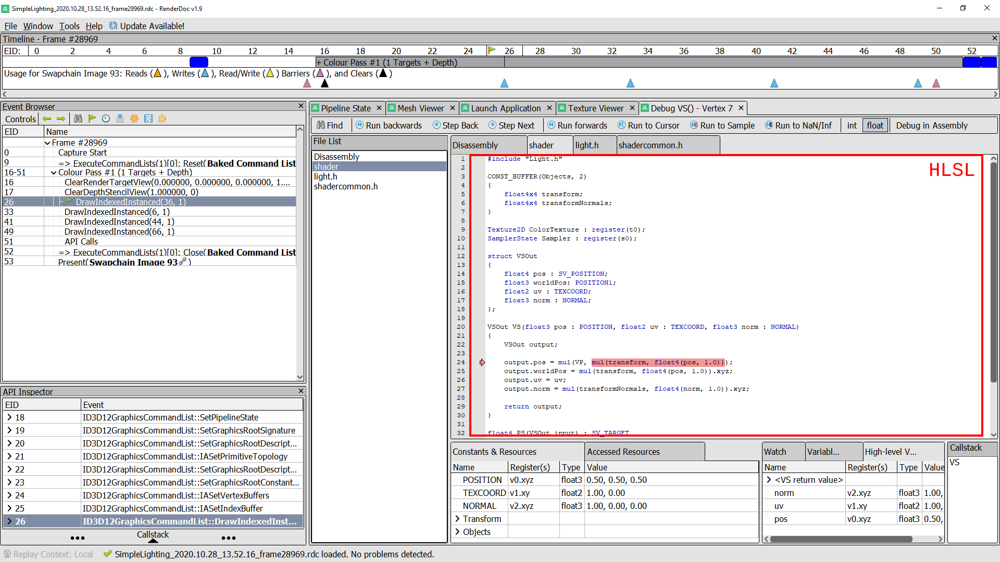 SimpleLighting_2020.10.28_13.52.16_frame28969.rdc - RenderDoc v1.9
File Window Tools Help Update Available!
Timeline - Frame #28969
EID: 0 2 4 6 8 10 12 14 16 18 20 22 24 26 28 30 32 34 36 38 40 42 44 46 48 50 52
+ Colour Pass #1 (1 Targets + Depth)
Usage for Swapchain Image 93: Reads ( ), Writes ( ), Read/Write ( ) Barriers ( ), and Clears ( )
Event Browser
Controls
EID Name
Frame #28969
0 Capture Start
9 => ExecuteCommandLists(1)[0]: Reset(Baked Command List
16-51 Colour Pass #1 (1 Targets + Depth)
16 ClearRenderTargetView(0.000000, 0.000000, 0.000000, 1....
17 ClearDepthStencilView(1.000000, 0)
26 DrawIndexedInstanced(36, 1)
33 DrawIndexedInstanced(6, 1)
41 DrawIndexedInstanced(44, 1)
49 DrawIndexedInstanced(66, 1)
51 API Calls
52 => ExecuteCommandLists(1)[0]: Close(Baked Command List
53 Present(Swapchain Image 93 )
API Inspector
EID Event
18 ID3D12GraphicsCommandList::SetPipelineState
19 ID3D12GraphicsCommandList::SetGraphicsRootSignature
20 ID3D12GraphicsCommandList::SetGraphicsRootDescript...
21 ID3D12GraphicsCommandList::IASetPrimitiveTopology
22 ID3D12GraphicsCommandList::SetGraphicsRootDescript...
23 ID3D12GraphicsCommandList::SetGraphicsRootConstant...
24 ID3D12GraphicsCommandList::IASetVertexBuffers
25 ID3D12GraphicsCommandList::IASetIndexBuffer
26 ID3D12GraphicsCommandList::DrawIndexedInst...
Callstack
Pipeline State Mesh Viewer Launch Application Texture Viewer Debug VS() - Vertex 7
Find Run backwards Step Back Step Next Run forwards Run to Cursor Run to Sample Run to NaN/Inf int float Debug in Assembly
File List
Disassembly
shader
light.h
shadercommon.h
Disassembly shader light.h shadercommon.h
HLSL
1 #include "Light.h"
2
3 CONST_BUFFER(Objects, 2)
4 {
5 float4x4 transform;
6 float4x4 transformNormals;
7 }
8
9 Texture2D ColorTexture : register(t0);
10 SamplerState Sampler : register(s0);
11
12 struct VSOut
13 {
14 float4 pos : SV_POSITION;
15 float3 worldPos: POSITION1;
16 float2 uv : TEXCOORD;
17 float3 norm : NORMAL;
18 };
19
20 VSOut VS(float3 pos : POSITION, float2 uv : TEXCOORD, float3 norm : NORMAL)
21 {
22 VSOut output;
23
24 output.pos = mul(VP, mul(transform, float4(pos, 1.0)));
25 output.worldPos = mul(transform, float4(pos, 1.0)).xyz;
26 output.uv = uv;
27 output.norm = mul(transformNormals, float4(norm, 1.0)).xyz;
28
29 return output;
30 }
31
32 float4 PS(VSOut input) : SV_TARGET
Constants & Resources Accessed Resources
Name Register(s) Type Value
POSITION v0.xyz float3 0.50, 0.50, 0.50
TEXCOORD v1.xy float2 1.00, 0.00
NORMAL v2.xyz float3 1.00, 0.00, 0.00
Transform
Objects
Watch Variabl... High-level V...
Name Register(s) Type Value
<VS return value>
norm v2.xyz float3 1.00,
uv v1.xy float2 1.00,
pos v0.xyz float3 0.50,
Callstack
VS
Replay Context: Local SimpleLighting_2020.10.28_13.52.16_frame28969.rdc loaded. No problems detected.